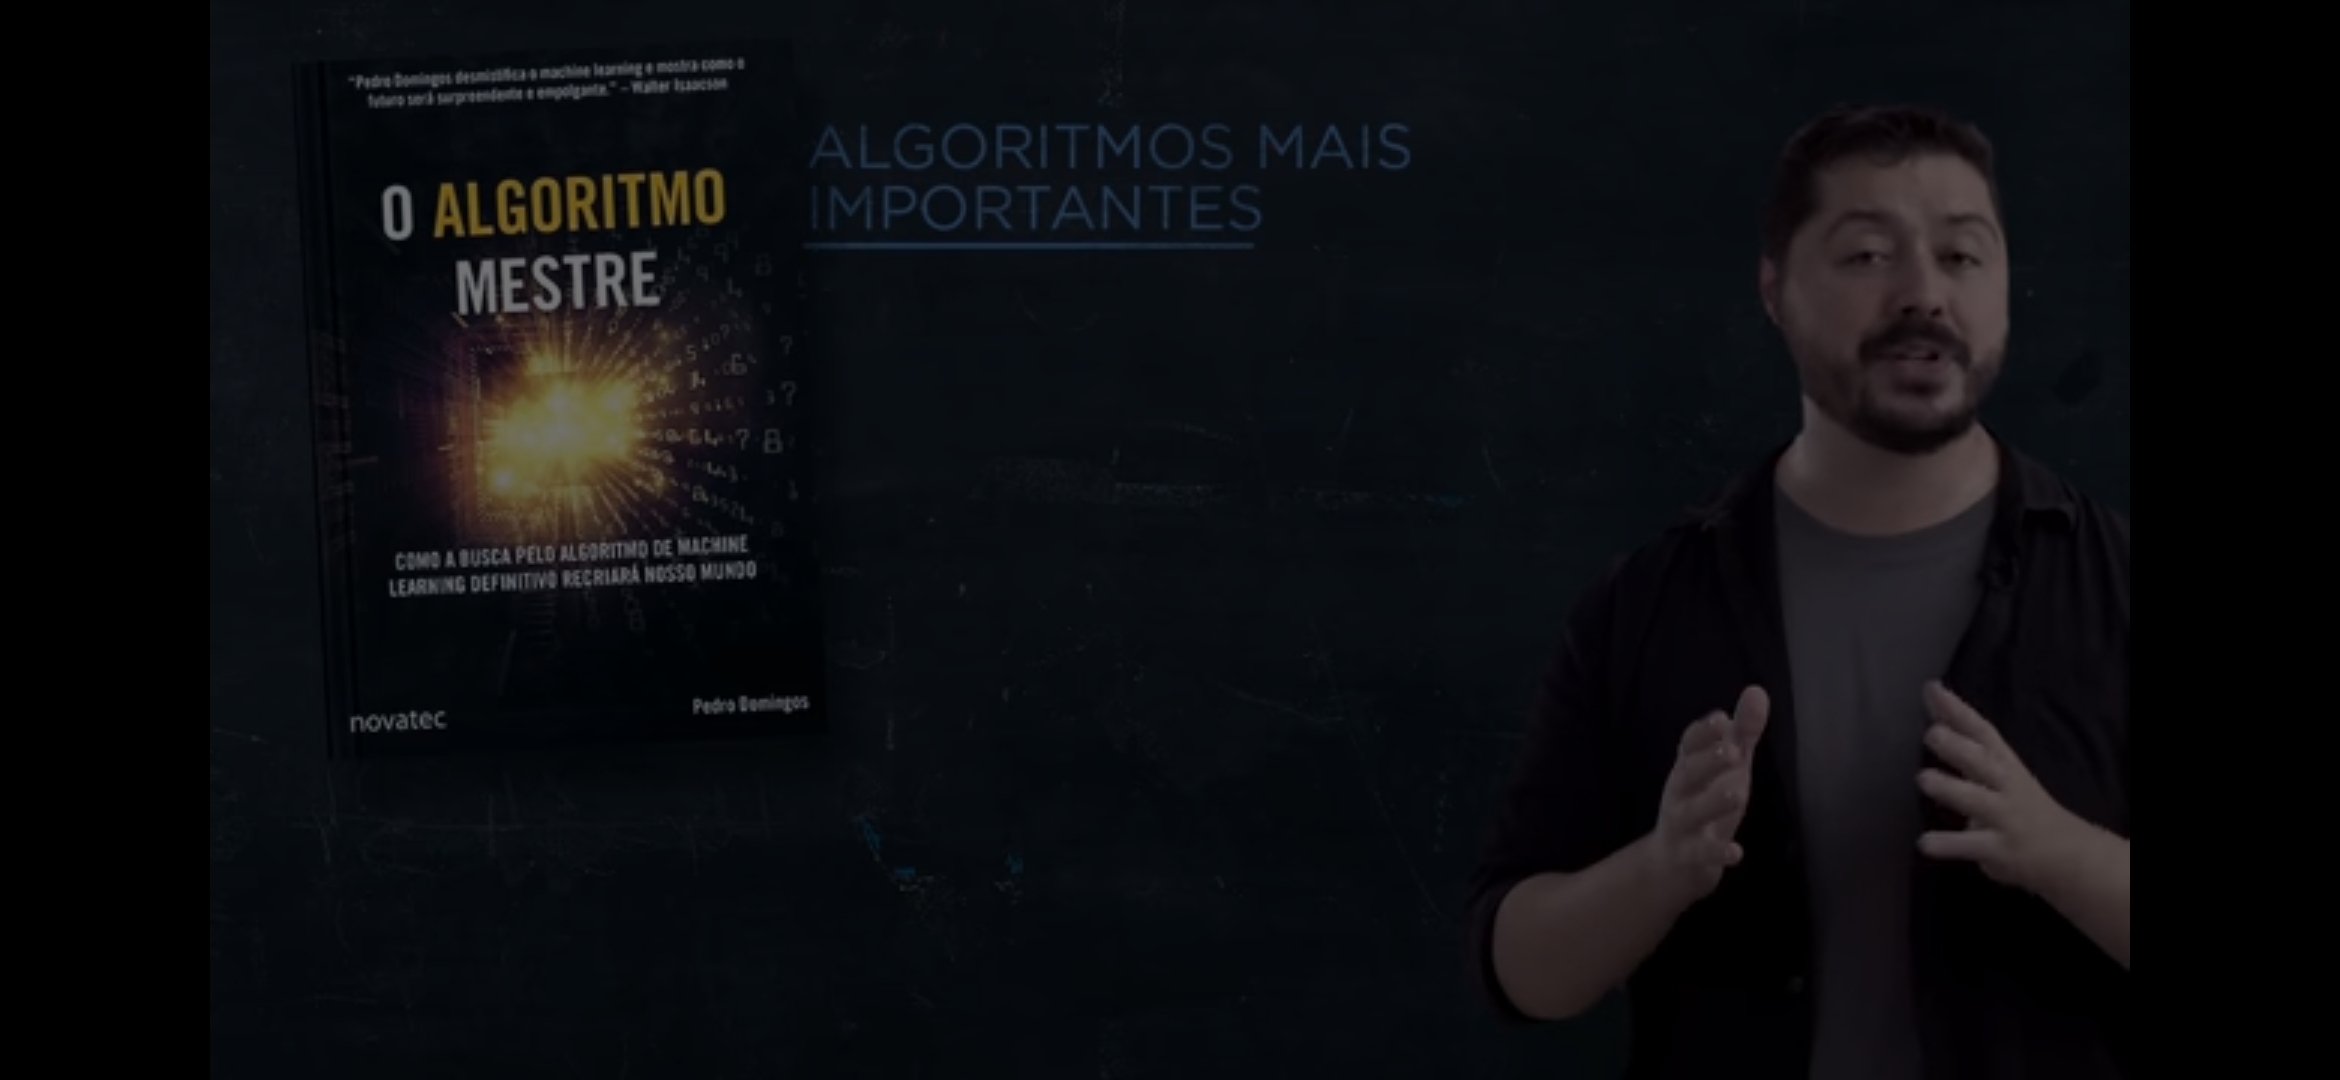 "Pedro Domingos desmistifica o machine learning e mostra como o
futuro será surpreendente e empolgante." – Walter Isaacson
O ALGORITMO
MESTRE
COMO A BUSCA PELO ALGORITMO DE MACHINE
LEARNING DEFINITIVO RECRIARÁ NOSSO MUNDO
novatec
Pedro Domingos
ALGORITMOS MAIS
IMPORTANTES